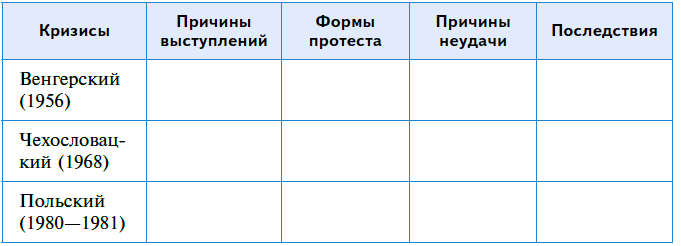 Кризисы
Причины
выступлений
Формы
протеста
Причины
неудачи
Последствия
Венгерский
(1956)
Чехословац-
кий (1968)
Польский
(1980—1981)